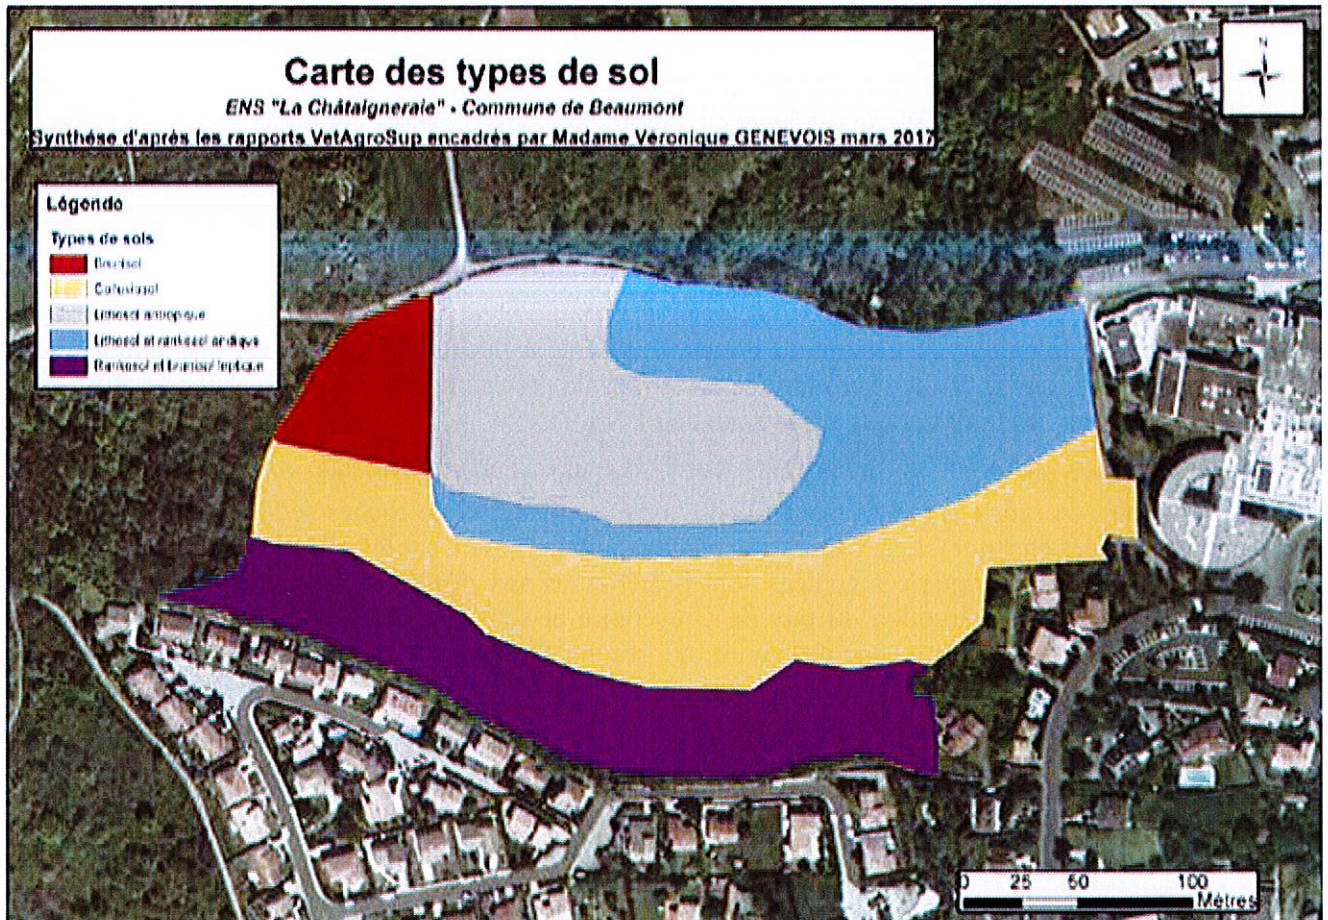 Carte des types de sol
ENS "La Châtaigneraie" - Commune de Beaumont
Synthèse d'après les rapports VetAgroSup encadrés par Madame Véronique GENEVOIS mars 2017
N
Légende
Types de sols
Brunisol
Colluviosol
Lithosol antropique
Lithosol et rankosol andique
Rankosol et brunisol leptique
0 25 50 100
Mètres